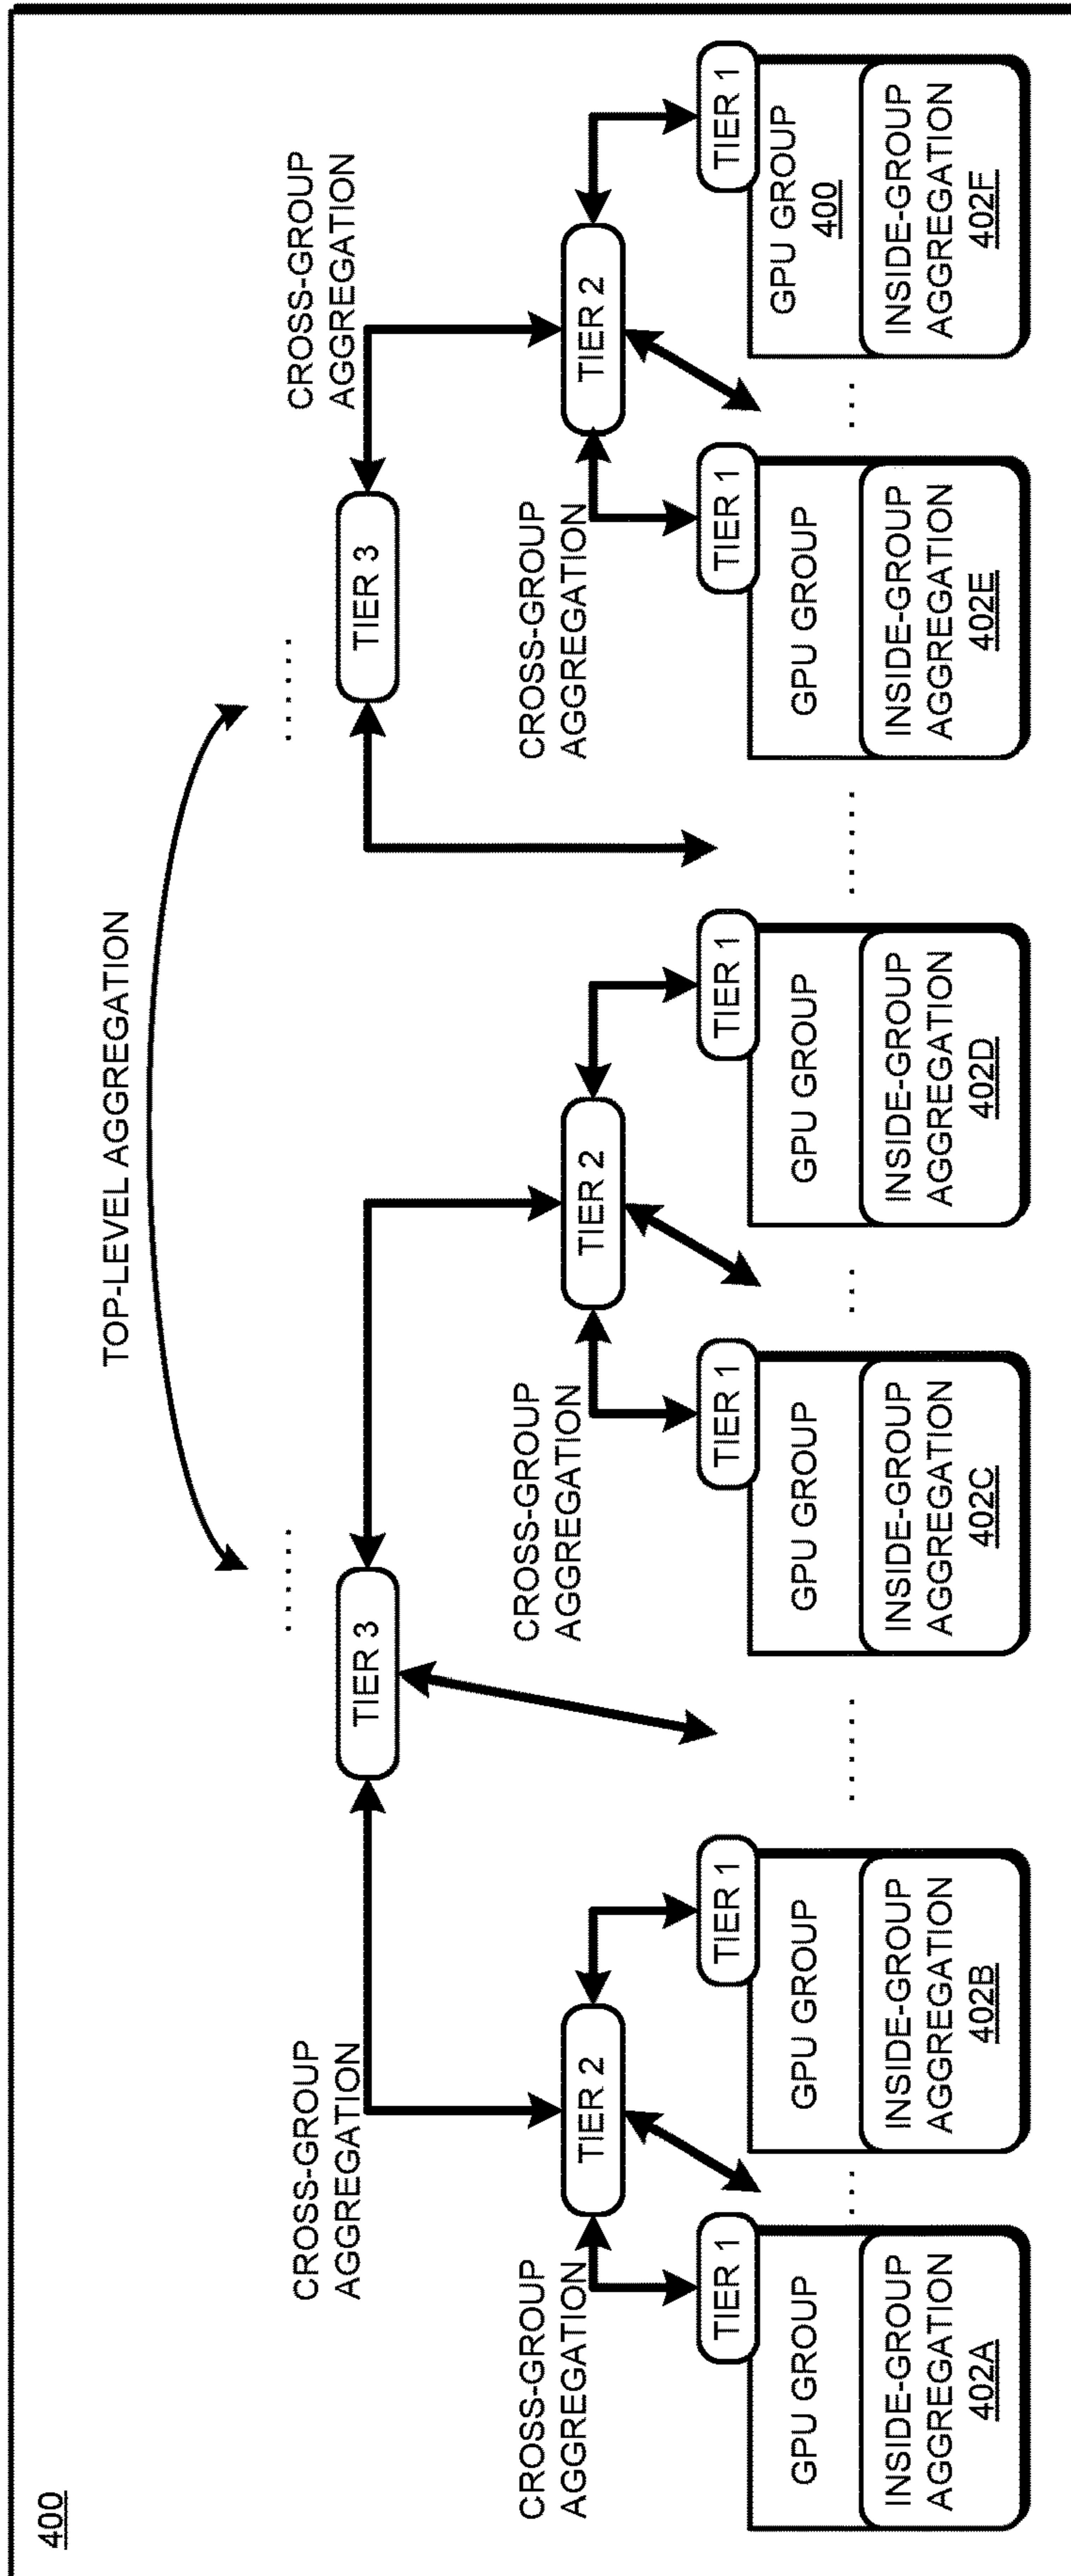 400
TOP-LEVEL AGGREGATION
CROSS-GROUP
AGGREGATION
......
......
CROSS-GROUP
AGGREGATION
TIER 3
TIER 3
CROSS-GROUP
AGGREGATION
CROSS-GROUP
AGGREGATION
CROSS-GROUP
AGGREGATION
TIER 2
TIER 2
TIER 2
TIER 1
TIER 1
TIER 1
TIER 1
TIER 1
TIER 1
GPU GROUP
GPU GROUP
GPU GROUP
GPU GROUP
GPU GROUP
GPU GROUP
400
...
......
...
......
...
INSIDE-GROUP
AGGREGATION
402A
INSIDE-GROUP
AGGREGATION
402B
INSIDE-GROUP
AGGREGATION
402C
INSIDE-GROUP
AGGREGATION
402D
INSIDE-GROUP
AGGREGATION
402E
INSIDE-GROUP
AGGREGATION
402F